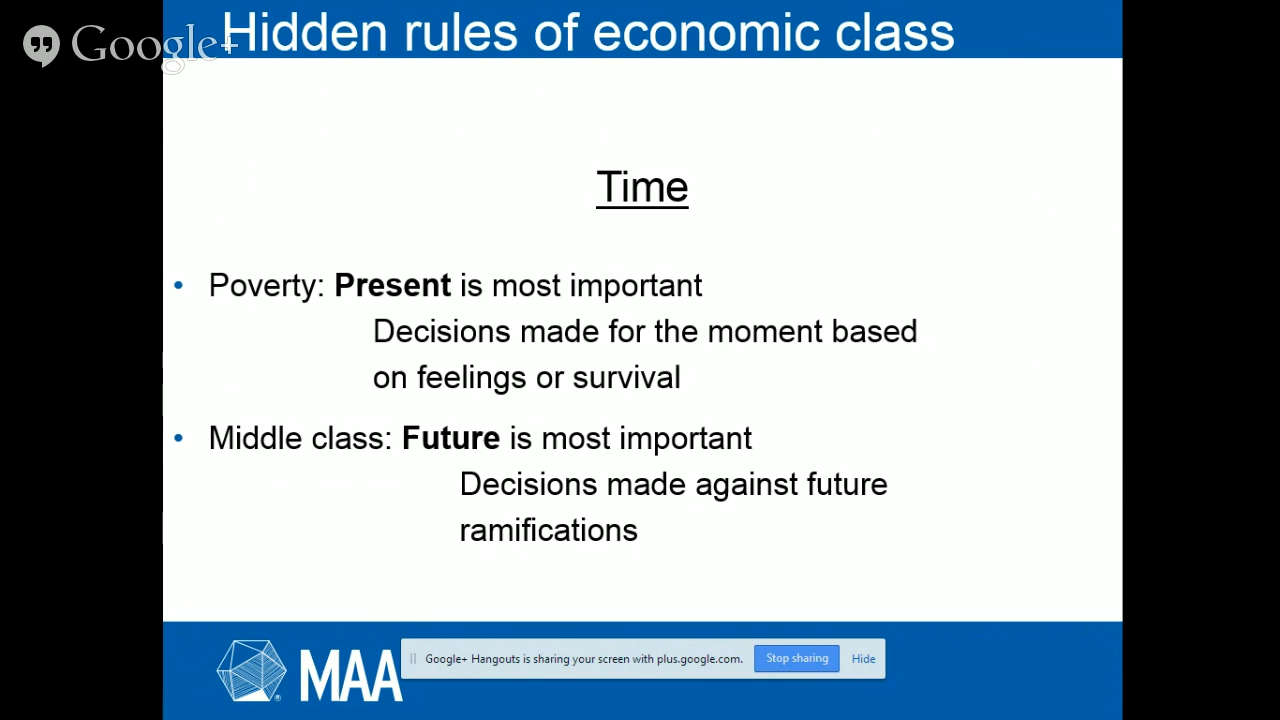 Google+
Hidden rules of economic class
Time
• Poverty: Present is most important
Decisions made for the moment based
on feelings or survival
• Middle class: Future is most important
Decisions made against future
ramifications
MAA
®
Google+ Hangouts is sharing your screen with plus.google.com. Stop sharing Hide